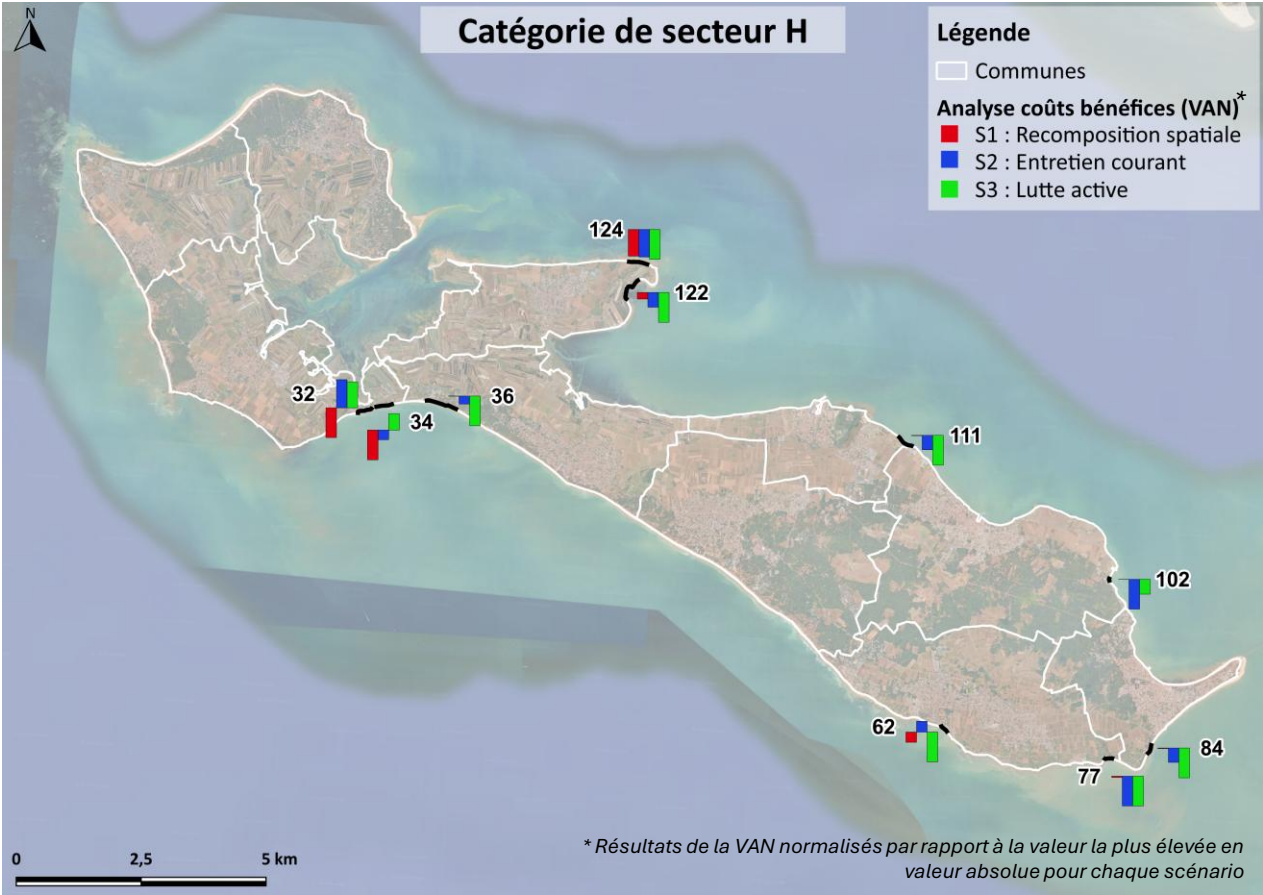 N
Catégorie de secteur H
Légende
Communes
Analyse coûts bénéfices (VAN)*
S1 : Recomposition spatiale
S2 : Entretien courant
S3 : Lutte active
124
122
32
36
34
111
102
62
84
77
0 2,5 5 km
* Résultats de la VAN normalisés par rapport à la valeur la plus élevée en
valeur absolue pour chaque scénario